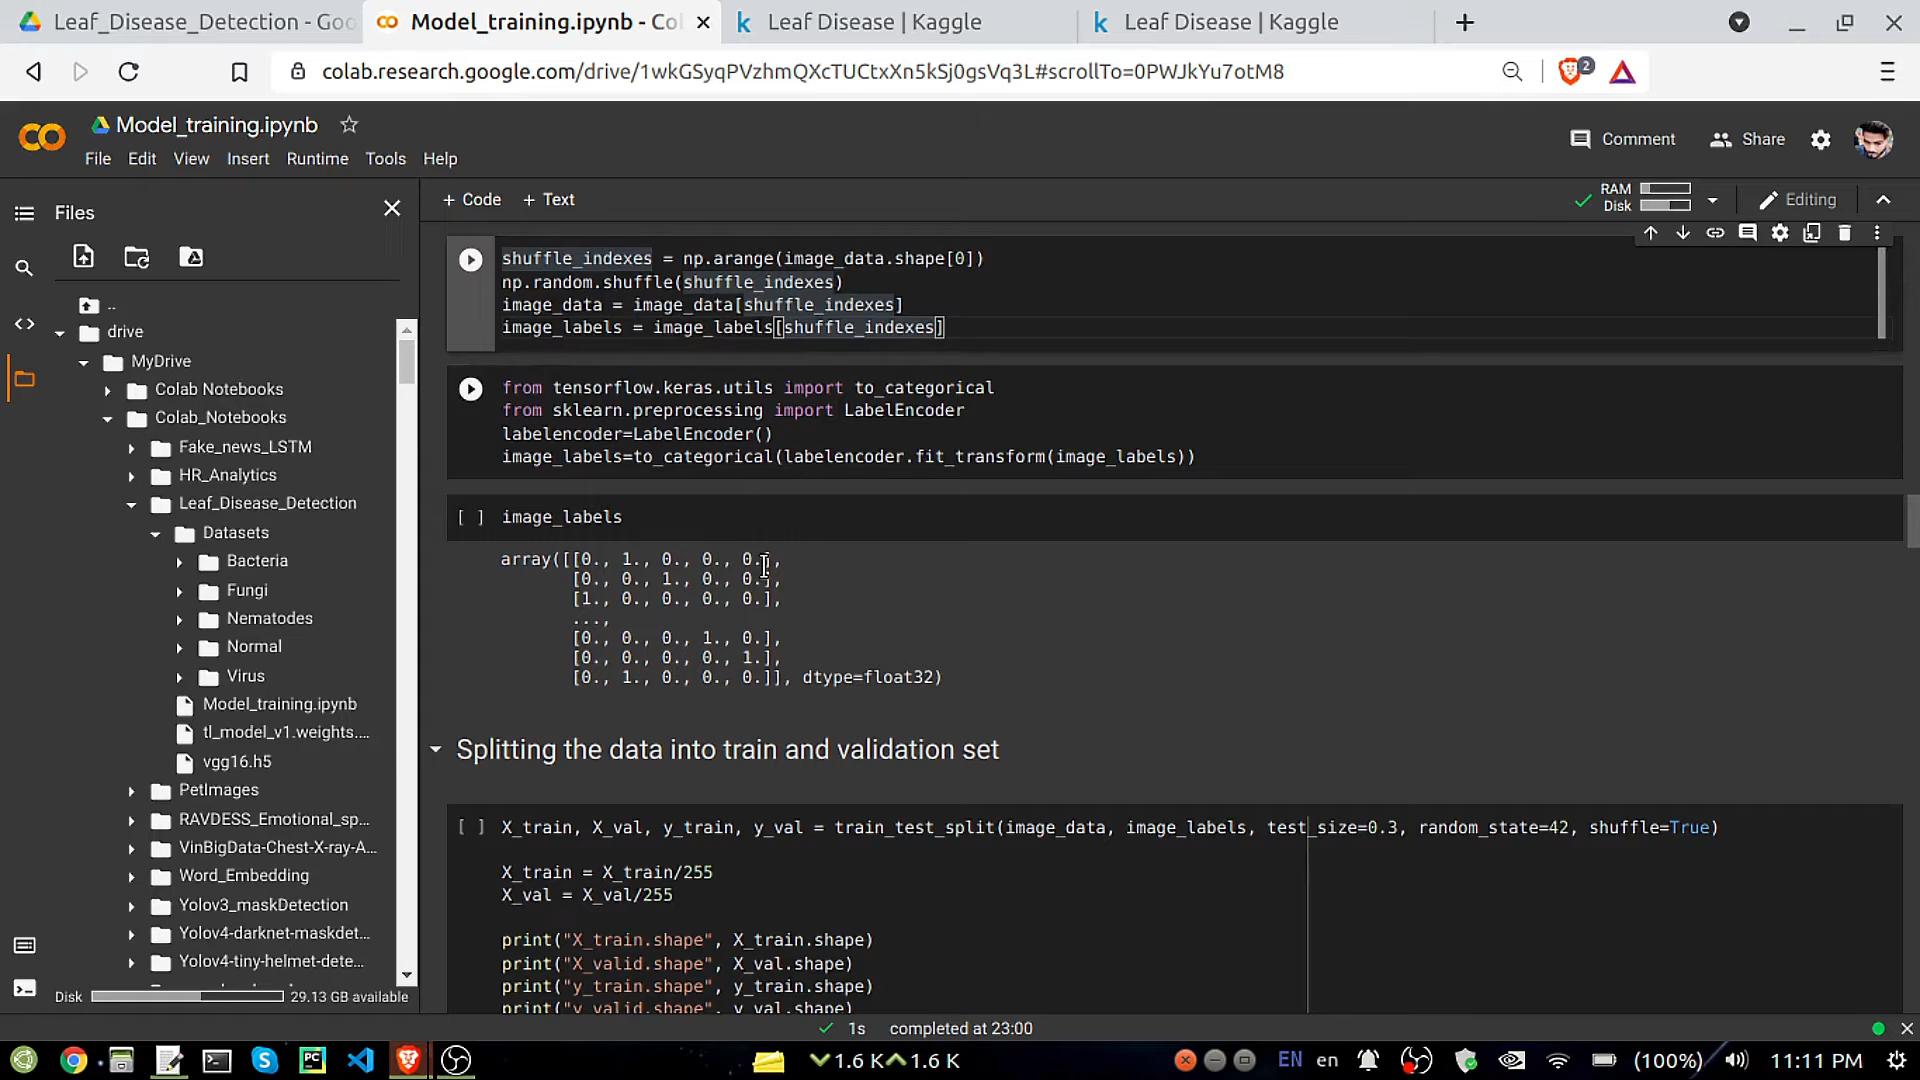 Leaf_Disease_Detection - Goo
Model_training.ipynb - Col
Leaf Disease | Kaggle
Leaf Disease | Kaggle
colab.research.google.com/drive/1wkGSyqPVzhmQXcTUCtxXn5kSj0gsVq3L#scrollTo=0PWJkYu7otM8
2
Model_training.ipynb
File Edit View Insert Runtime Tools Help
Comment Share
Files
+ Code + Text
RAM
Disk
Editing
..
drive
MyDrive
Colab Notebooks
Colab_Notebooks
Fake_news_LSTM
HR_Analytics
Leaf_Disease_Detection
Datasets
Bacteria
Fungi
Nematodes
Normal
Virus
Model_training.ipynb
tl_model_v1.weights....
vgg16.h5
PetImages
RAVDESS_Emotional_sp...
VinBigData-Chest-X-ray-A...
Word_Embedding
Yolov3_maskDetection
Yolov4-darknet-maskdet...
Yolov4-tiny-helmet-dete...
Disk 29.13 GB available
shuffle_indexes = np.arange(image_data.shape[0])
np.random.shuffle(shuffle_indexes)
image_data = image_data[shuffle_indexes]
image_labels = image_labels[shuffle_indexes]
from tensorflow.keras.utils import to_categorical
from sklearn.preprocessing import LabelEncoder
labelencoder=LabelEncoder()
image_labels=to_categorical(labelencoder.fit_transform(image_labels))
[ ] image_labels
array([[0., 1., 0., 0., 0.],
[0., 0., 1., 0., 0.],
[1., 0., 0., 0., 0.],
...,
[0., 0., 0., 1., 0.],
[0., 0., 0., 0., 1.],
[0., 1., 0., 0., 0.]], dtype=float32)
Splitting the data into train and validation set
[ ] X_train, X_val, y_train, y_val = train_test_split(image_data, image_labels, test_size=0.3, random_state=42, shuffle=True)
X_train = X_train/255
X_val = X_val/255
print("X_train.shape", X_train.shape)
print("X_valid.shape", X_val.shape)
print("y_train.shape", y_train.shape)
print("y_valid.shape", y_val.shape)
1s completed at 23:00
1.6 K 1.6 K
EN en (100%) 11:11 PM